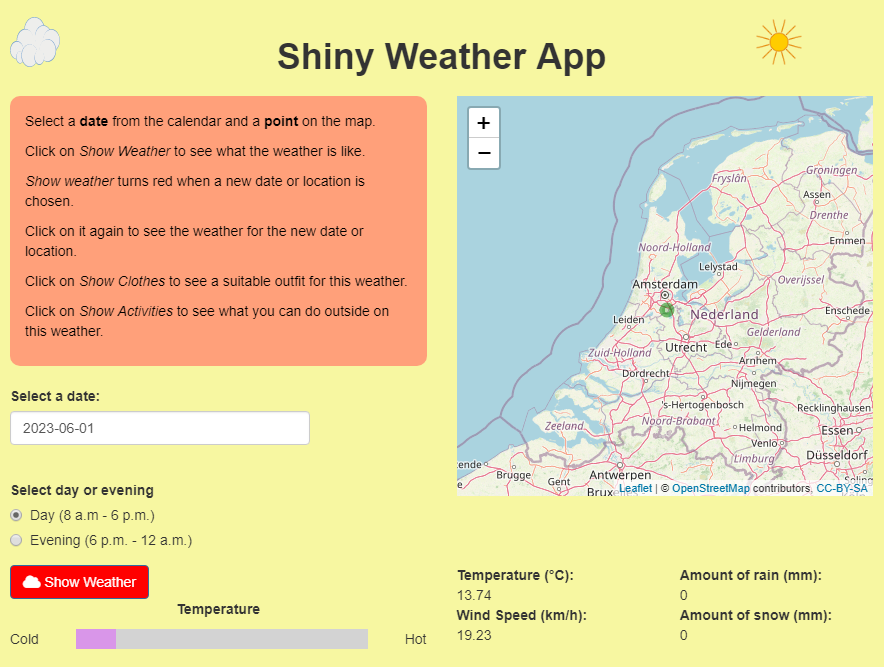 Shiny Weather App
Select a date from the calendar and a point on the map.
Click on Show Weather to see what the weather is like.
Show weather turns red when a new date or location is
chosen.
Click on it again to see the weather for the new date or
location.
Click on Show Clothes to see a suitable outfit for this weather.
Click on Show Activities to see what you can do outside on
this weather.
Select a date:
2023-06-01
Select day or evening
Day (8 a.m - 6 p.m.)
Evening (6 p.m. - 12 a.m.)
Show Weather
Temperature
Cold
Hot
+
−
Groningen
Fryslân
Assen
Drenthe
Emmen
Noord-Holland
Lelystad
Overijssel
Amsterdam
Enschede
Leiden
Nederland
Gelderland
Utrecht
Ede
Zuid-Holland
Arnhem
Dordrecht
Nijmegen
's-Hertogenbosch
Recklinghausen
Noord-Brabant
Zeeland
Helmond
Essen
Venlo
Limburg
Düsseldorf
ende
Brugge
Antwerpen
Gent
Soling
Brux
Leaflet | © OpenStreetMap contributors, CC-BY-SA
Temperature (°C):
13.74
Wind Speed (km/h):
19.23
Amount of rain (mm):
0
Amount of snow (mm):
0